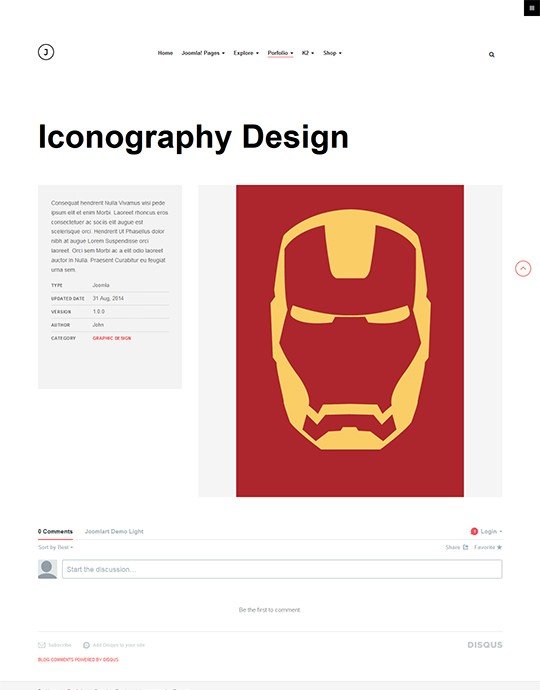 J
Home Joomla! Pages Explore Porfolio K2 Shop
Iconography Design
Consequat hendrerit Nulla Vivamus wisi pede
ipsum elit et enim Morbi. Laoreet rhoncus eros
consectetuer ac sociis elit augue est
scelerisque orci. Hendrerit Ut Phasellus dolor
nibh at augue Lorem Suspendisse orci
laoreet. Orci sem Morbi ac a elit odio laoreet
auctor in Nulla. Praesent Curabitur eu feugiat
urna sem.
TYPE Joomla
UPDATED DATE 31 Aug, 2014
VERSION 1.0.0
AUTHOR John
CATEGORY GRAPHIC DESIGN
0 Comments Joomlart Demo Light Login
Sort by Best Share Favorite
Start the discussion...
Be the first to comment.
Subscribe Add Disqus to your site DISQUS
BLOG COMMENTS POWERED BY DISQUS